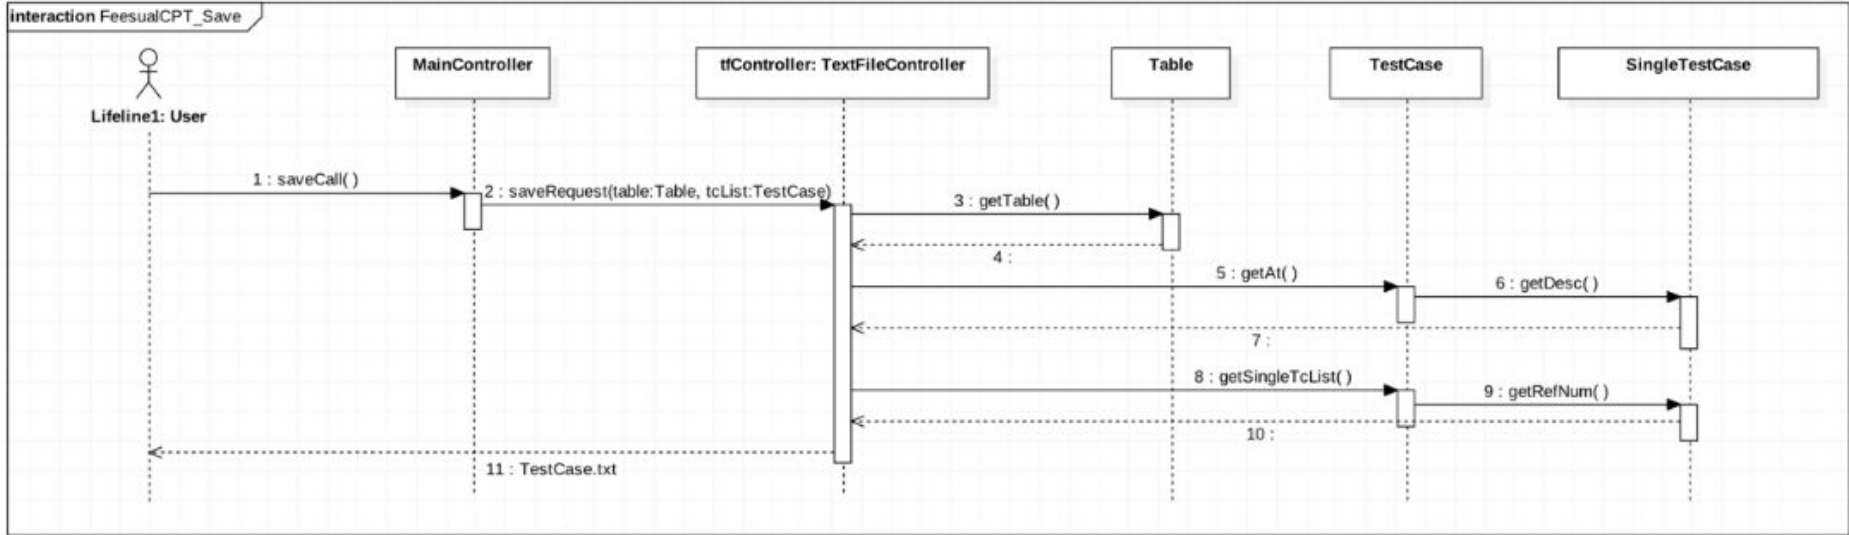 interaction FeesualCPT_Save
Lifeline1: User
MainController
tfController: TextFileController
Table
TestCase
SingleTestCase
1 : saveCall( )
2 : saveRequest(table:Table, tcList:TestCase)
3 : getTable( )
4 :
5 : getAt( )
6 : getDesc( )
7 :
8 : getSingleTcList( )
9 : getRefNum( )
10 :
11 : TestCase.txt